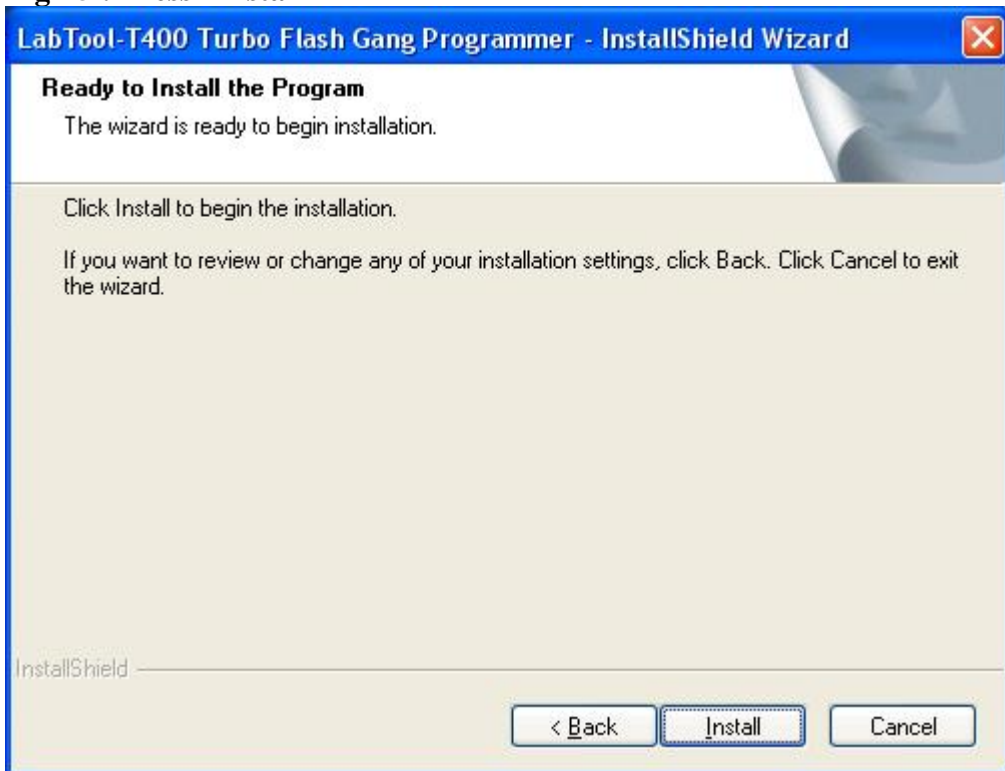 LabTool-T400 Turbo Flash Gang Programmer - InstallShield Wizard
Ready to Install the Program
The wizard is ready to begin installation.
Click Install to begin the installation.
If you want to review or change any of your installation settings, click Back. Click Cancel to exit
the wizard.
InstallShield
< Back Install Cancel